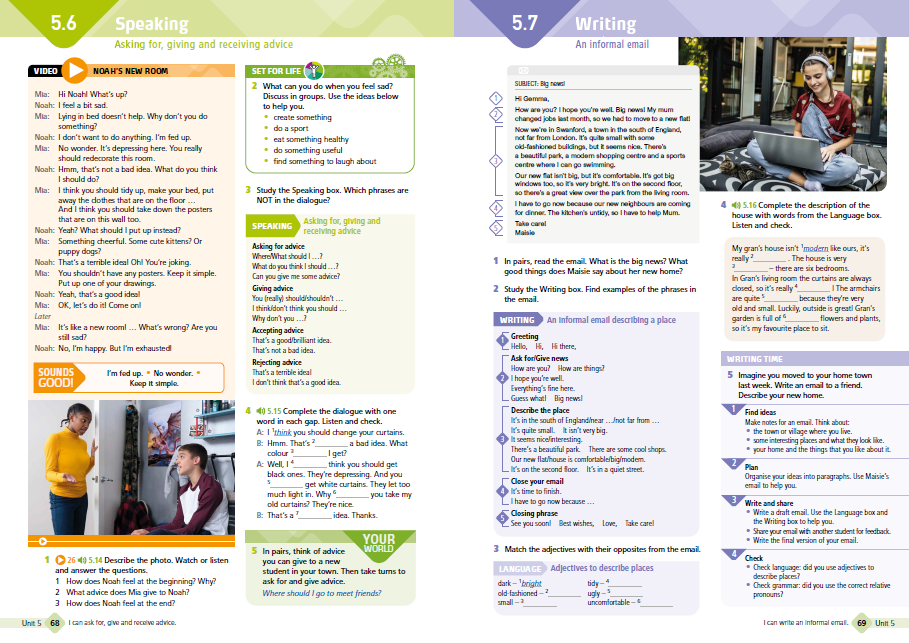 5.6 Speaking
Asking for, giving and receiving advice
VIDEO NOAH'S NEW ROOM
Mia: Hi Noah! What's up?
Noah: I feel a bit sad.
Mia: Lying in bed doesn't help. Why don't you do
something?
Noah: I don't want to do anything. I'm fed up.
Mia: No wonder. It's depressing here. You really
should redecorate this room.
Noah: Hmm, that's not a bad idea. What do you think
I should do?
Mia: I think you should tidy up, make your bed, put
away the clothes that are on the floor ...
And I think you should take down the posters
that are on this wall too.
Noah: Yeah? What should I put up instead?
Mia: Something cheerful. Some cute kittens? Or
puppy dogs?
Noah: That's a terrible idea! Oh! You're joking.
Mia: You shouldn't have any posters. Keep it simple.
Put up one of your drawings.
Noah: Yeah, that's a good idea!
Mia: OK, let's do it! Come on!
Later
Mia: It's like a new room! ... What's wrong? Are you
still sad?
Noah: No, I'm happy. But I'm exhausted!
SOUNDS GOOD!
I'm fed up. • No wonder. •
Keep it simple.
1 26 5.14 Describe the photo. Watch or listen
and answer the questions.
1 How does Noah feel at the beginning? Why?
2 What advice does Mia give to Noah?
3 How does Noah feel at the end?
SET FOR LIFE
2 What can you do when you feel sad?
Discuss in groups. Use the ideas below
to help you.
• create something
• do a sport
• eat something healthy
• do something useful
• find something to laugh about
3 Study the Speaking box. Which phrases are
NOT in the dialogue?
SPEAKING Asking for, giving and
receiving advice
Asking for advice
Where/What should I ...?
What do you think I should ...?
Can you give me some advice?
Giving advice
You (really) should/shouldn't ...
I think/don't think you should ...
Why don't you ...?
Accepting advice
That's a good/brilliant idea.
That's not a bad idea.
Rejecting advice
That's a terrible idea!
I don't think that's a good idea.
4 5.15 Complete the dialogue with one
word in each gap. Listen and check.
A: I 1think you should change your curtains.
B: Hmm. That's 2________ a bad idea. What
colour 3________ I get?
A: Well, I 4________ think you should get
black ones. They're depressing. And you
5________ get white curtains. They let too
much light in. Why 6________ you take my
old curtains? They're nice.
B: That's a 7________ idea. Thanks.
YOUR WORLD
5 In pairs, think of advice
you can give to a new
student in your town. Then take turns to
ask for and give advice.
Where should I go to meet friends?
Unit 5 68 I can ask for, give and receive advice.
5.7 Writing
An informal email
SUBJECT: Big news!
1 Hi Gemma,
2 How are you? I hope you're well. Big news! My mum
changed jobs last month, so we had to move to a new flat!
3 Now we're in Swanford, a town in the south of England,
not far from London. It's quite small with some
old-fashioned buildings, but it seems nice. There's
a beautiful park, a modern shopping centre and a sports
centre where I can go swimming.
Our new flat isn't big, but it's comfortable. It's got big
windows too, so it's very bright. It's on the second floor,
so there's a great view over the park from the living room.
4 I have to go now because our new neighbours are coming
for dinner. The kitchen's untidy, so I have to help Mum.
5 Take care!
Maisie
1 In pairs, read the email. What is the big news? What
good things does Maisie say about her new home?
2 Study the Writing box. Find examples of the phrases in
the email.
WRITING An informal email describing a place
1 Greeting
Hello, Hi, Hi there,
2 Ask for/Give news
How are you? How are things?
I hope you're well.
Everything's fine here.
Guess what! Big news!
3 Describe the place
It's in the south of England/near .../not far from ...
It's quite small. It isn't very big.
It seems nice/interesting.
There's a beautiful park. There are some cool shops.
Our new flat/house is comfortable/big/modern.
It's on the second floor. It's in a quiet street.
4 Close your email
It's time to finish.
I have to go now because ...
5 Closing phrase
See you soon! Best wishes, Love, Take care!
3 Match the adjectives with their opposites from the email.
LANGUAGE Adjectives to describe places
dark – 1bright
old-fashioned – 2________
small – 3________
tidy – 4________
ugly – 5________
uncomfortable – 6________
4 5.16 Complete the description of the
house with words from the Language box.
Listen and check.
My gran's house isn't 1modern like ours, it's
really 2________ . The house is very
3________ – there are six bedrooms.
In Gran's living room the curtains are always
closed, so it's really 4________ ! The armchairs
are quite 5________ because they're very
old and small. Luckily, outside is great! Gran's
garden is full of 6________ flowers and plants,
so it's my favourite place to sit.
WRITING TIME
5 Imagine you moved to your home town
last week. Write an email to a friend.
Describe your new home.
1 Find ideas
Make notes for an email. Think about:
• the town or village where you live.
• some interesting places and what they look like.
• your home and the things that you like about it.
2 Plan
Organise your ideas into paragraphs. Use Maisie's
email to help you.
3 Write and share
• Write a draft email. Use the Language box and
the Writing box to help you.
• Share your email with another student for feedback.
• Write the final version of your email.
4 Check
• Check language: did you use adjectives to
describe places?
• Check grammar: did you use the correct relative
pronouns?
I can write an informal email. 69 Unit 5